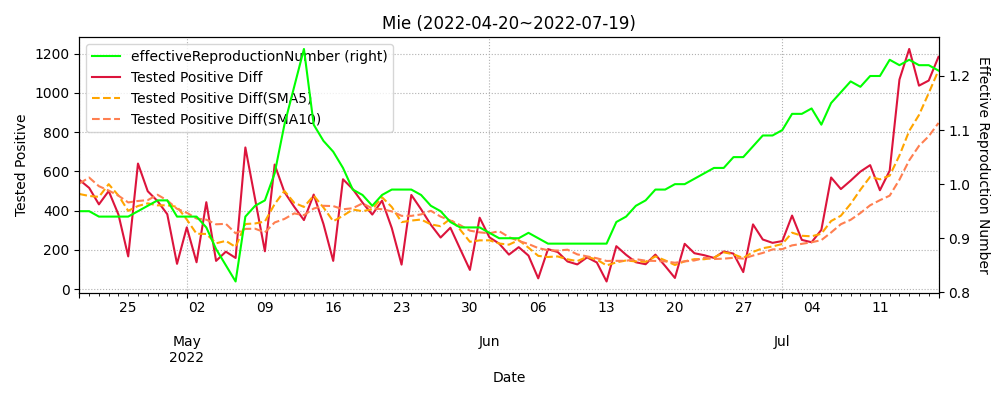 Mie (2022-04-20~2022-07-19)
effectiveReproductionNumber (right)
Tested Positive Diff
Tested Positive Diff(SMA5)
Tested Positive Diff(SMA10)
Tested Positive
1200
1000
800
600
400
200
0
Effective Reproduction Number
1.2
1.1
1.0
0.9
0.8
25 02 09 16 23 30 06 13 20 27 04 11
May Jun Jul
2022
Date